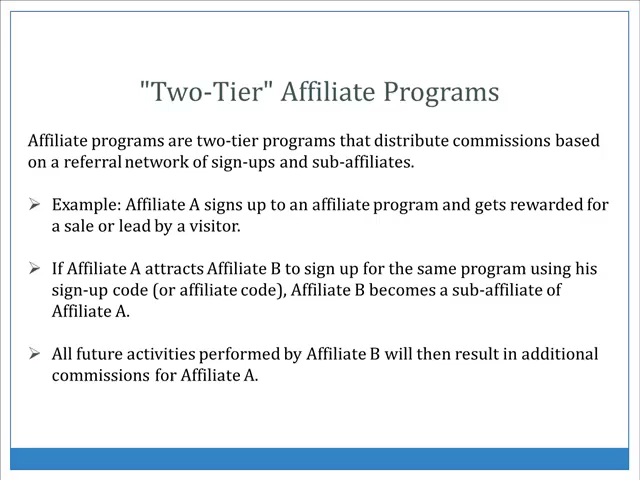 "Two-Tier" Affiliate Programs
Affiliate programs are two-tier programs that distribute commissions based
on a referral network of sign-ups and sub-affiliates.
Example: Affiliate A signs up to an affiliate program and gets rewarded for
a sale or lead by a visitor.
If Affiliate A attracts Affiliate B to sign up for the same program using his
sign-up code (or affiliate code), Affiliate B becomes a sub-affiliate of
Affiliate A.
All future activities performed by Affiliate B will then result in additional
commissions for Affiliate A.